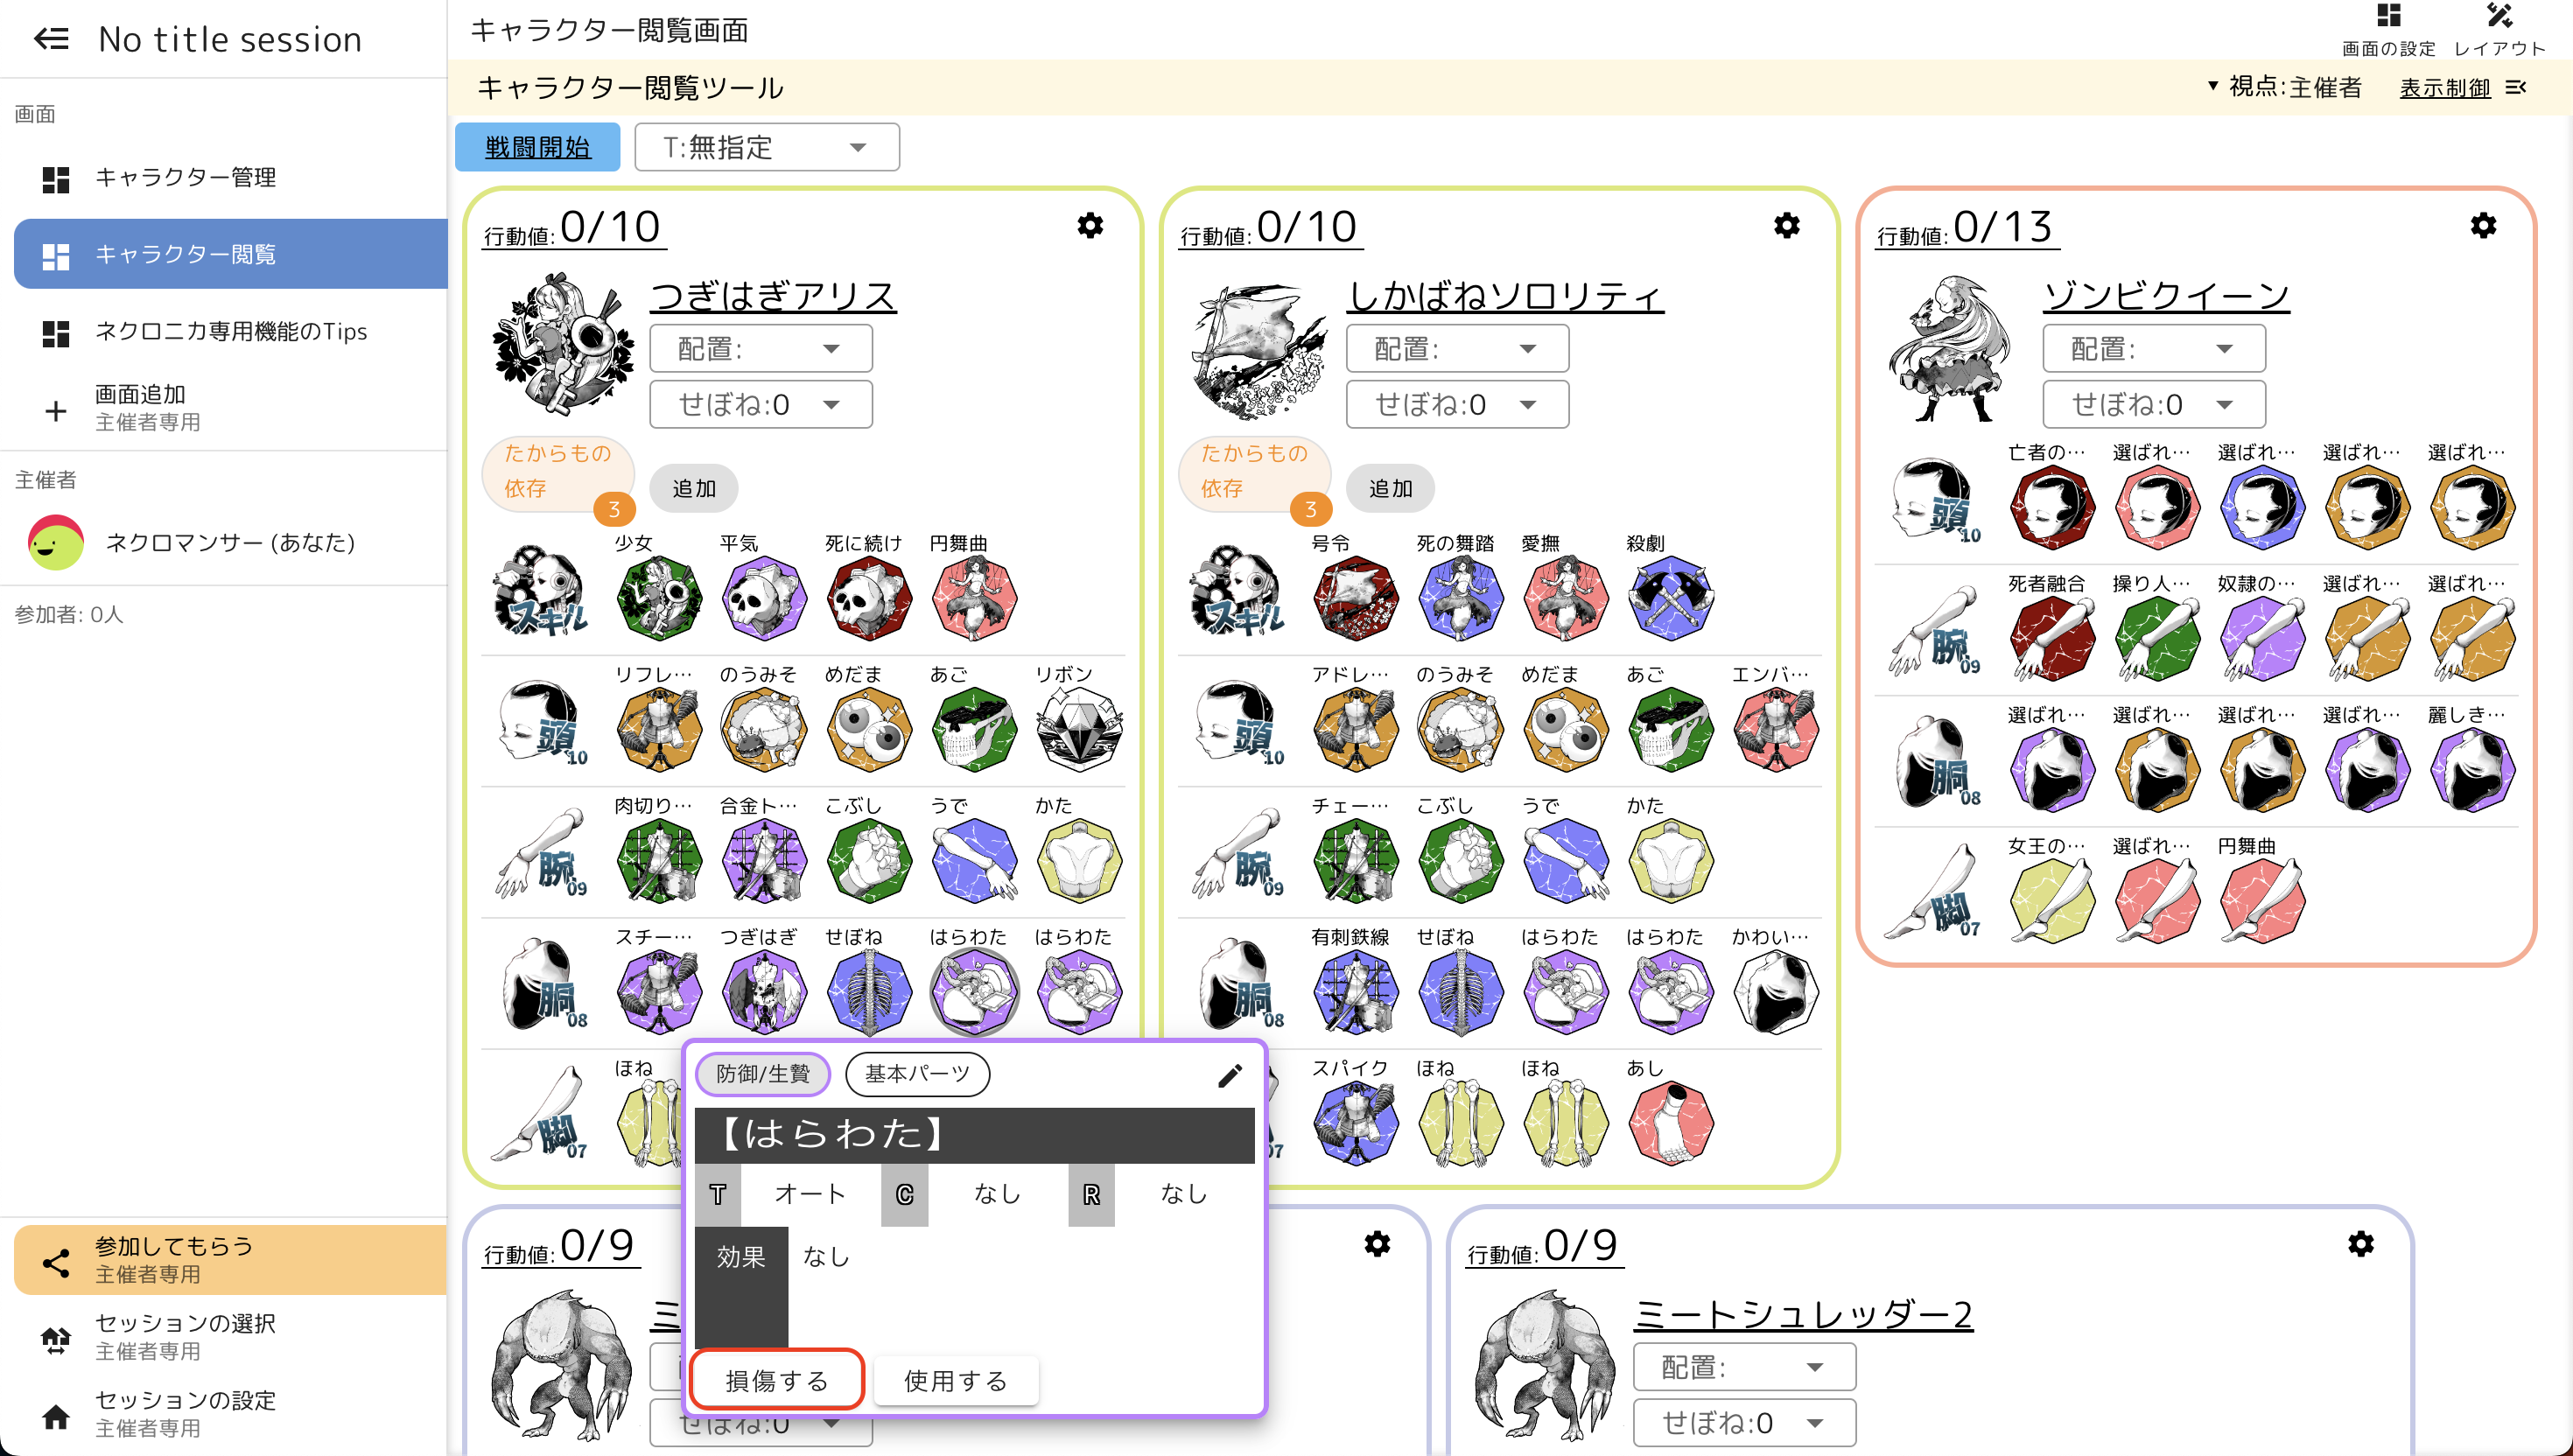 No title session
画面
キャラクター管理
キャラクター閲覧
ネクロニカ専用機能のTips
画面追加
主催者専用
主催者
ネクロマンサー (あなた)
参加者: 0人
参加してもらう
主催者専用
セッションの選択
主催者専用
セッションの設定
主催者専用
キャラクター閲覧画面
画面の設定 レイアウト
キャラクター閲覧ツール
視点:主催者 表示制御
戦闘開始 T:無指定
行動値:0/10
つぎはぎアリス
配置:
せぼね:0
たからもの
依存
3
追加
スキル 少女 平気 死に続け 円舞曲
頭10 リフレ… のうみそ めだま あご リボン
腕09 肉切り… 合金ト… こぶし うで かた
胴08 スチー… つぎはぎ せぼね はらわた はらわた
脚07 ほね
行動値:0/10
しかばねソロリティ
配置:
せぼね:0
たからもの
依存
3
追加
スキル 号令 死の舞踏 愛撫 殺劇
頭10 アドレ… のうみそ めだま あご エンバ…
腕09 チェー… こぶし うで かた
胴08 有刺鉄線 せぼね はらわた はらわた かわい…
07 スパイク ほね ほね あし
行動値:0/13
ゾンビクイーン
配置:
せぼね:0
頭10 亡者の… 選ばれ… 選ばれ… 選ばれ… 選ばれ…
腕09 死者融合 操り人… 奴隷の… 選ばれ… 選ばれ…
胴08 選ばれ… 選ばれ… 選ばれ… 選ばれ… 麗しき…
脚07 女王の… 選ばれ… 円舞曲
防御/生贄 基本パーツ
【はらわた】
T オート C なし R なし
効果 なし
損傷する 使用する
行動値:0/9
ミ
せぼね:0
行動値:0/9
ミートシュレッダー2
配置:
せぼね:0